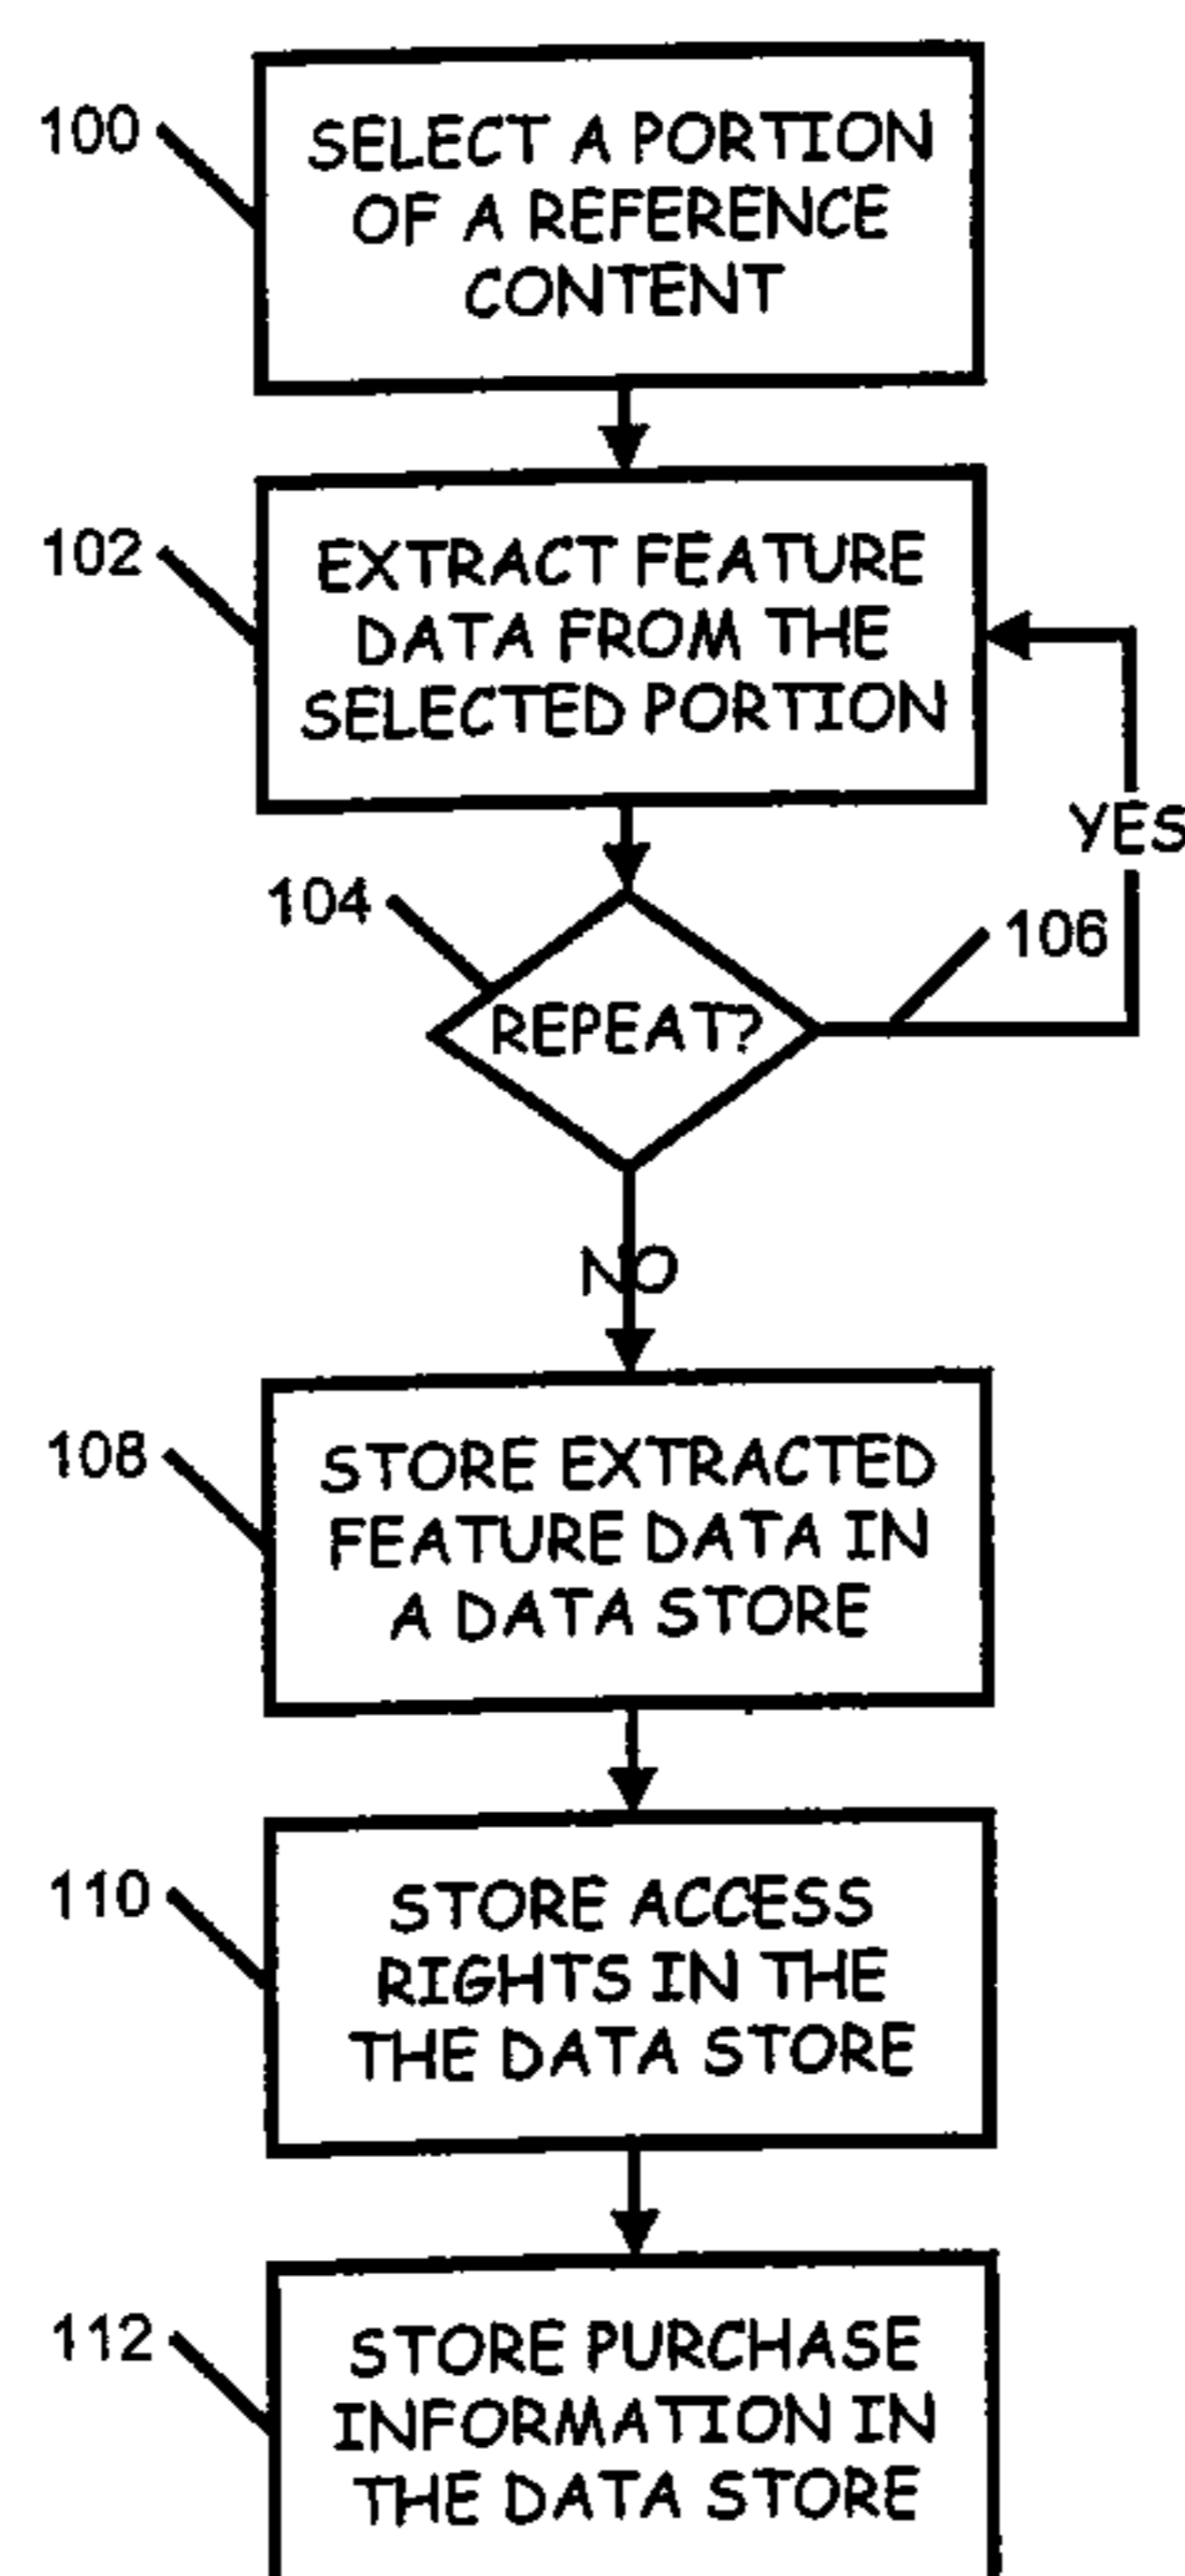 100
SELECT A PORTION
OF A REFERENCE
CONTENT
102
EXTRACT FEATURE
DATA FROM THE
SELECTED PORTION
YES
104
106
REPEAT?
NO
108
STORE EXTRACTED
FEATURE DATA IN
A DATA STORE
110
STORE ACCESS
RIGHTS IN THE
THE DATA STORE
112
STORE PURCHASE
INFORMATION IN
THE DATA STORE